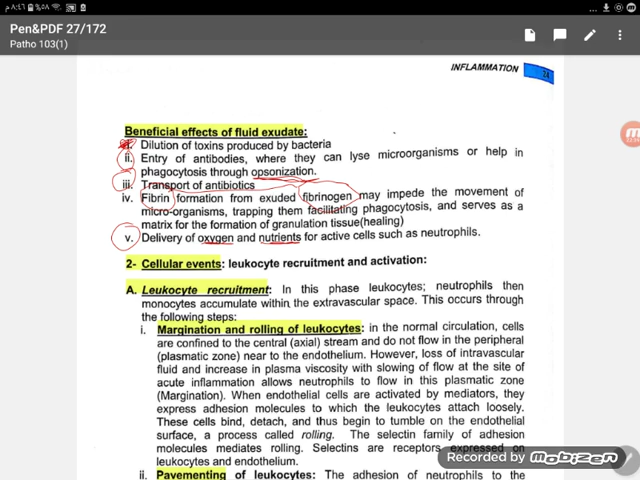 ٨:٤٦ م
٥٨٪
Pen&PDF 27/172
Patho 103(1)
INFLAMMATION
24
Beneficial effects of fluid exudate:
i. Dilution of toxins produced by bacteria
ii. Entry of antibodies, where they can lyse microorganisms or help in
phagocytosis through opsonization.
iii. Transport of antibiotics
iv. Fibrin formation from exuded fibrinogen may impede the movement of
micro-organisms, trapping them facilitating phagocytosis, and serves as a
matrix for the formation of granulation tissue(healing)
v. Delivery of oxygen and nutrients for active cells such as neutrophils.
2- Cellular events: leukocyte recruitment and activation:
A. Leukocyte recruitment: In this phase leukocytes; neutrophils then
monocytes accumulate within the extravascular space. This occurs through
the following steps:
i. Margination and rolling of leukocytes: in the normal circulation, cells
are confined to the central (axial) stream and do not flow in the peripheral
(plasmatic zone) near to the endothelium. However, loss of intravascular
fluid and increase in plasma viscosity with slowing of flow at the site of
acute inflammation allows neutrophils to flow in this plasmatic zone
(Margination). When endothelial cells are activated by mediators, they
express adhesion molecules to which the leukocytes attach loosely.
These cells bind, detach, and thus begin to tumble on the endothelial
surface, a process called rolling. The selectin family of adhesion
molecules mediates rolling. Selectins are receptors expressed on
leukocytes and endothelium.
ii. Pavementing of leukocytes: The adhesion of neutrophils to the
Recorded by mobizen